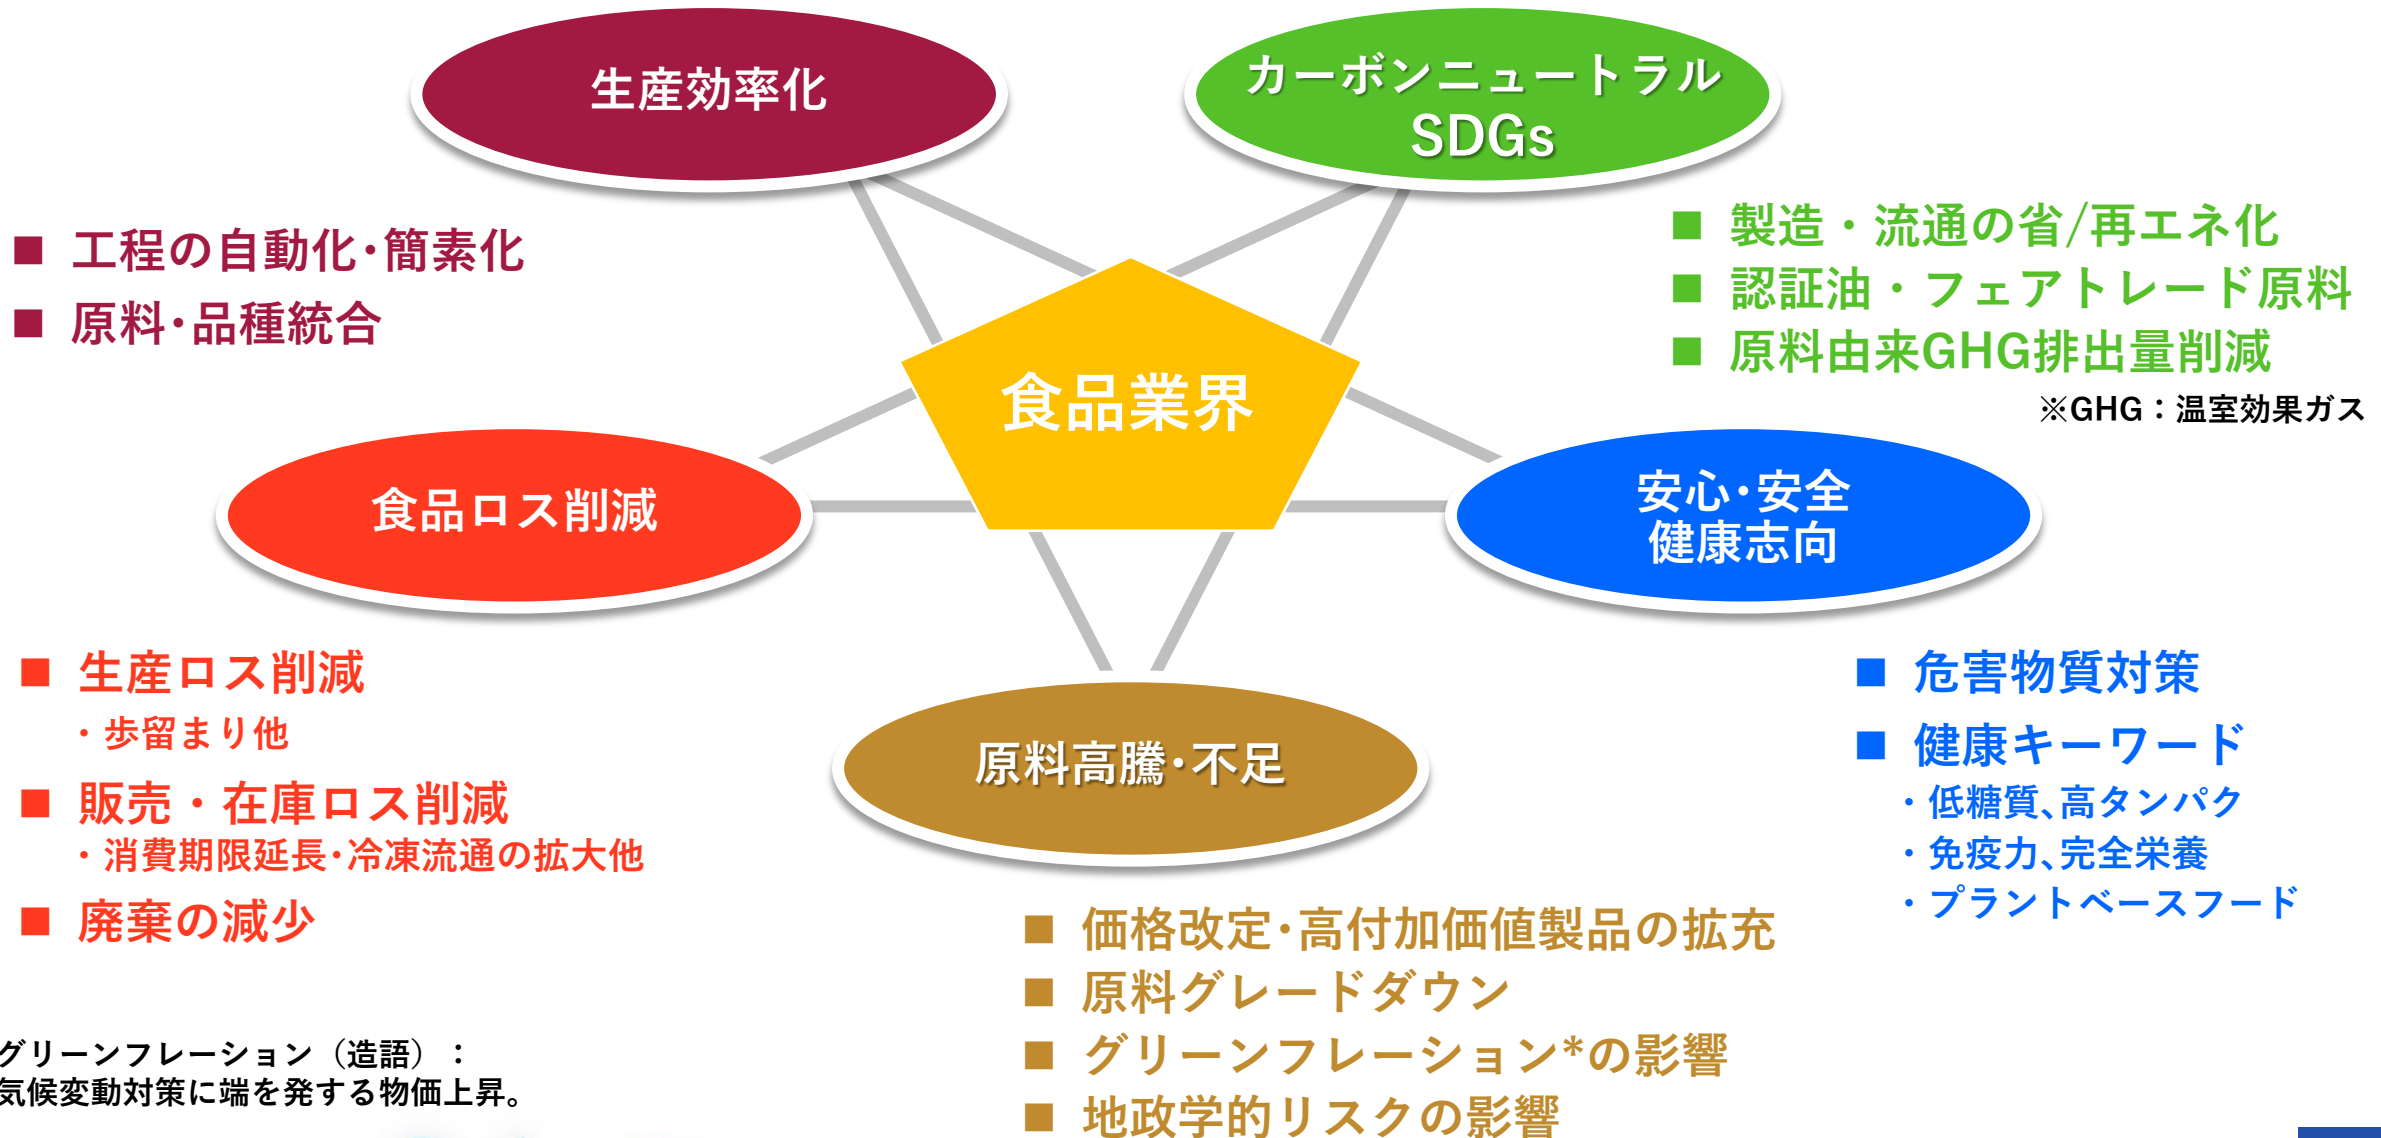 生産効率化
カーボンニュートラル
SDGs
■ 工程の自動化･簡素化
■ 原料･品種統合
■ 製造・流通の省/再エネ化
■ 認証油・フェアトレード原料
■ 原料由来GHG排出量削減
※GHG：温室効果ガス
食品業界
食品ロス削減
安心･安全
健康志向
■ 生産ロス削減
・歩留まり他
■ 販売・在庫ロス削減
・消費期限延長･冷凍流通の拡大他
■ 廃棄の減少
原料高騰･不足
■ 危害物質対策
■ 健康キーワード
・低糖質､高タンパク
・免疫力､完全栄養
・プラントベースフード
■ 価格改定･高付加価値製品の拡充
■ 原料グレードダウン
■ グリーンフレーション*の影響
■ 地政学的リスクの影響
グリーンフレーション（造語）：
気候変動対策に端を発する物価上昇。